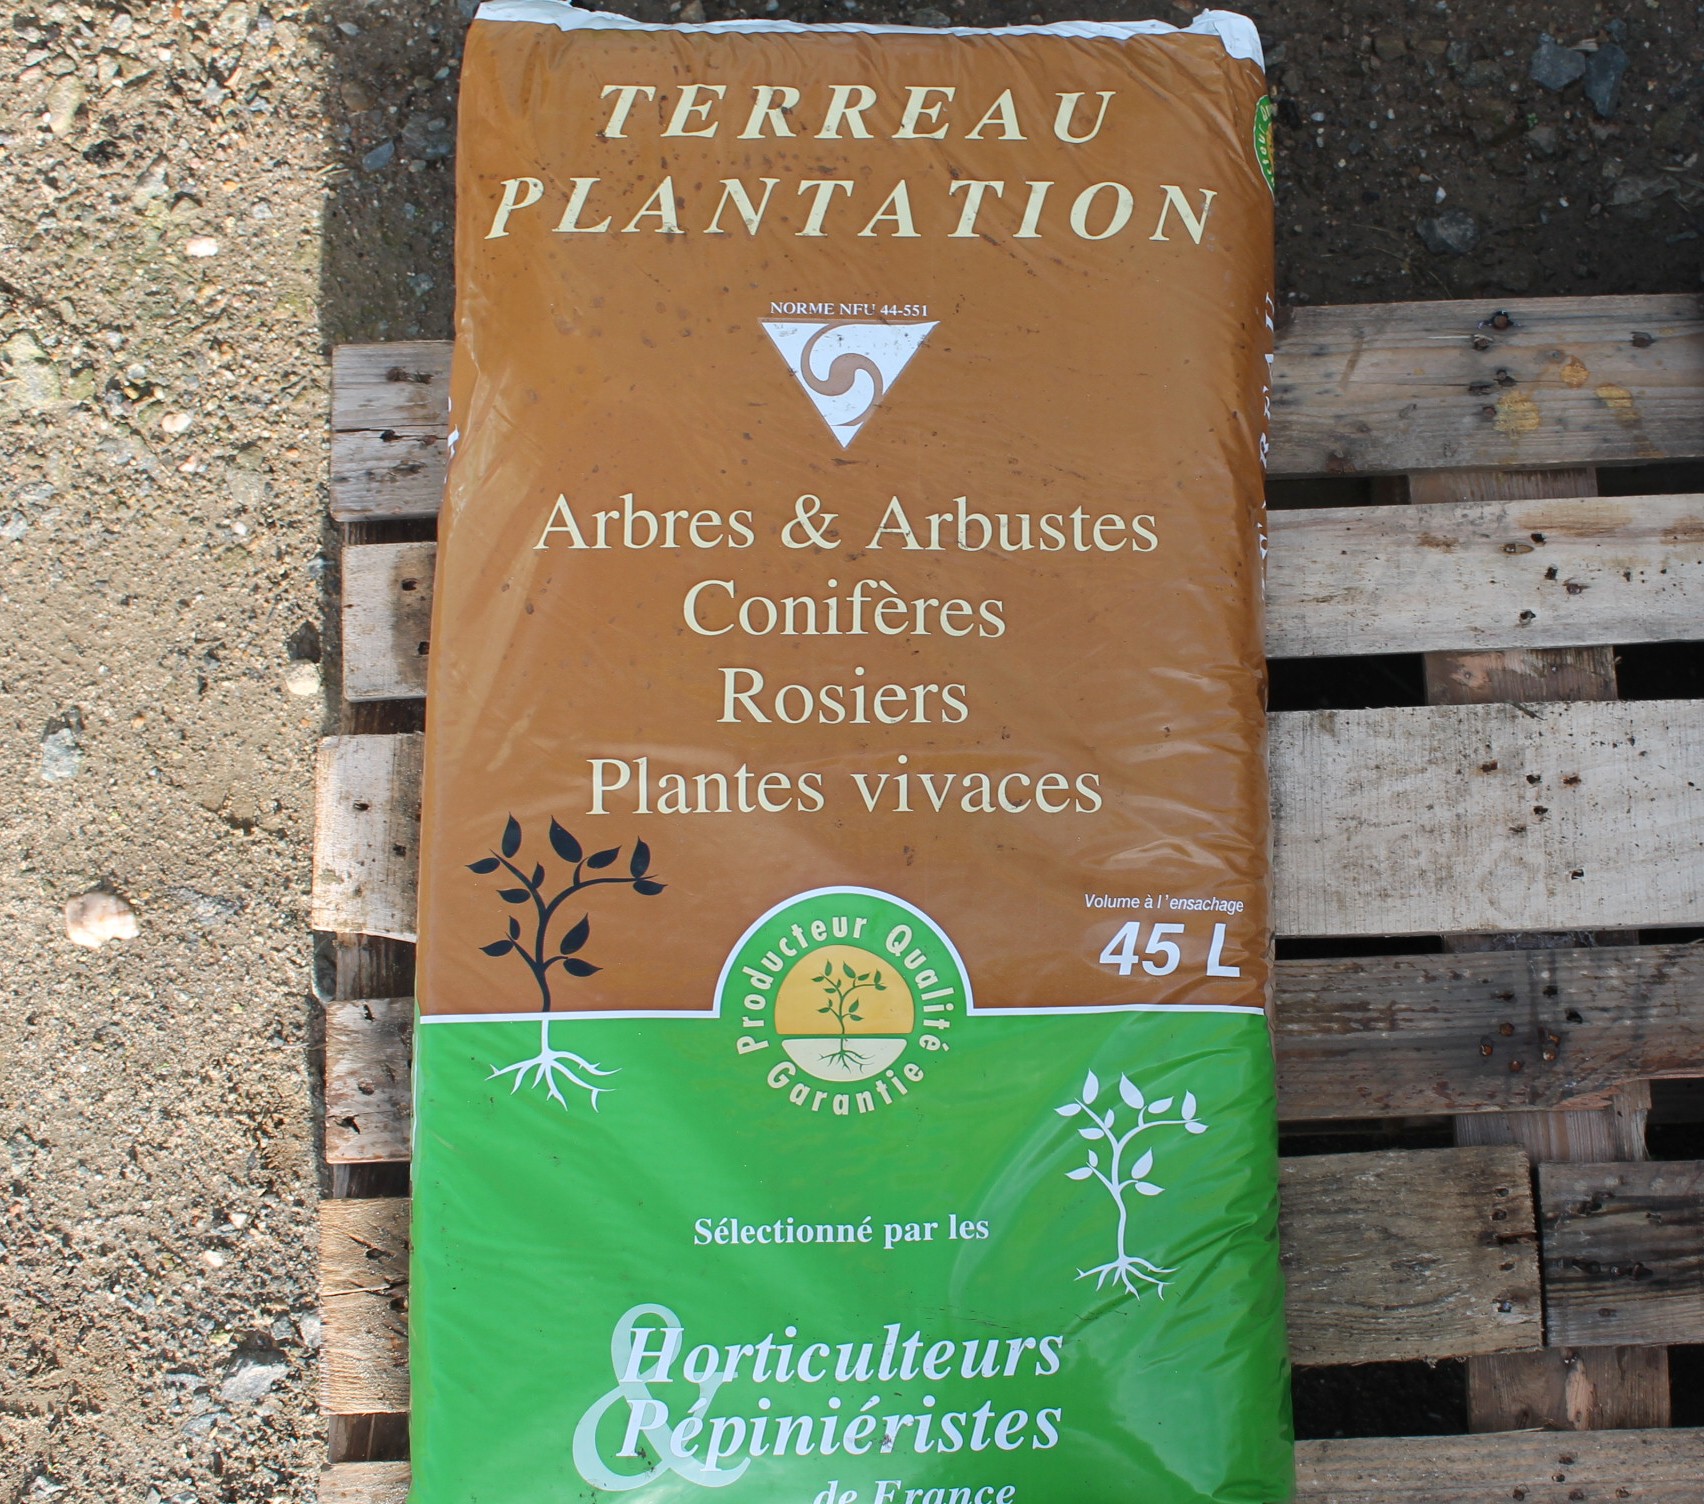 TERREAU
PLANTATION
NORME NFU 44-551
Arbres & Arbustes
Conifères
Rosiers
Plantes vivaces
Volume à l'ensachage
45 L
Producteur Qualité
Garantie
Sélectionné par les
Horticulteurs
& Pépiniéristes
de France